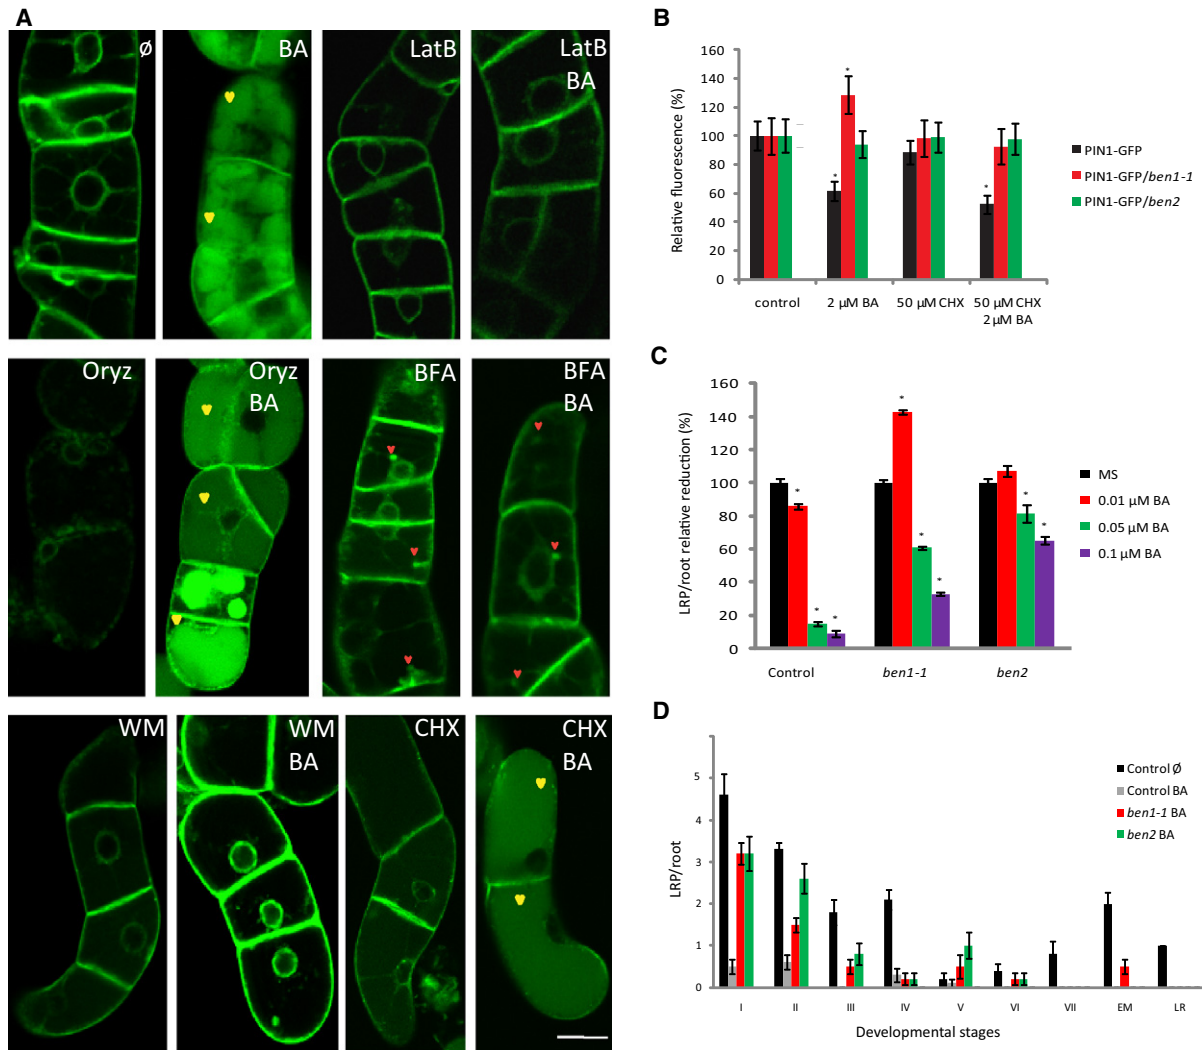 A
Ø
BA
LatB
LatB
BA
Oryz
Oryz
BA
BFA
BFA
BA
WM
WM
BA
CHX
CHX
BA
B
Relative fluorescence (%)
160
140
120
100
80
60
40
20
0
* * *
control
2 µM BA
50 µM CHX
50 µM CHX
2 µM BA
PIN1-GFP
PIN1-GFP/ben1-1
PIN1-GFP/ben2
C
LRP/root relative reduction (%)
160
140
120
100
80
60
40
20
0
* * * * * * * *
Control
ben1-1
ben2
MS
0.01 µM BA
0.05 µM BA
0.1 µM BA
D
LRP/root
5
4
3
2
1
0
I II III IV V VI VII EM LR
Developmental stages
Control Ø
Control BA
ben1-1 BA
ben2 BA